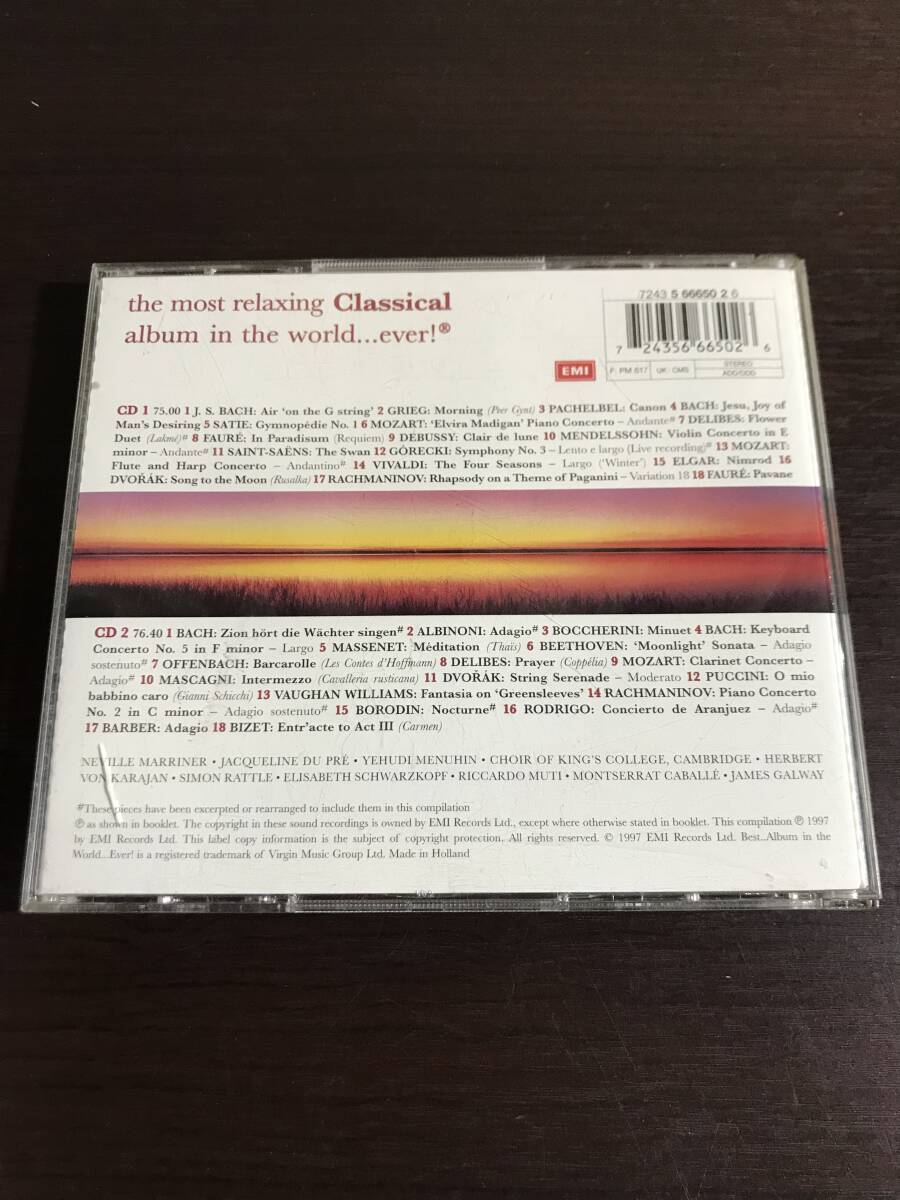 the most relaxing Classical
album in the world...ever!®
7243 5 66650 2 6
7 24356 66502 6
EMI
F: PM 517
UK: CMS
STEREO
ADD/DDD
CD 1 75.00 1 J. S. BACH: Air 'on the G string' 2 GRIEG: Morning (Peer Gynt) 3 PACHELBEL: Canon 4 BACH: Jesu, Joy of
Man's Desiring 5 SATIE: Gymnopédie No. 1 6 MOZART: 'Elvira Madigan' Piano Concerto – Andante# 7 DELIBES: Flower
Duet (Lakmé)# 8 FAURÉ: In Paradisum (Requiem) 9 DEBUSSY: Clair de lune 10 MENDELSSOHN: Violin Concerto in E
minor – Andante# 11 SAINT-SAËNS: The Swan 12 GÓRECKI: Symphony No. 3 – Lento e largo (Live recording)# 13 MOZART:
Flute and Harp Concerto – Andantino# 14 VIVALDI: The Four Seasons – Largo ('Winter') 15 ELGAR: Nimrod 16
DVOŘÁK: Song to the Moon (Rusalka) 17 RACHMANINOV: Rhapsody on a Theme of Paganini – Variation 18 18 FAURÉ: Pavane
CD 2 76.40 1 BACH: Zion hört die Wächter singen# 2 ALBINONI: Adagio# 3 BOCCHERINI: Minuet 4 BACH: Keyboard
Concerto No. 5 in F minor – Largo 5 MASSENET: Méditation (Thaïs) 6 BEETHOVEN: 'Moonlight' Sonata – Adagio
sostenuto# 7 OFFENBACH: Barcarolle (Les Contes d'Hoffmann) 8 DELIBES: Prayer (Coppélia) 9 MOZART: Clarinet Concerto –
Adagio# 10 MASCAGNI: Intermezzo (Cavalleria rusticana) 11 DVOŘÁK: String Serenade – Moderato 12 PUCCINI: O mio
babbino caro (Gianni Schicchi) 13 VAUGHAN WILLIAMS: Fantasia on 'Greensleeves' 14 RACHMANINOV: Piano Concerto
No. 2 in C minor – Adagio sostenuto# 15 BORODIN: Nocturne# 16 RODRIGO: Concierto de Aranjuez – Adagio#
17 BARBER: Adagio 18 BIZET: Entr'acte to Act III (Carmen)
NEVILLE MARRINER • JACQUELINE DU PRÉ • YEHUDI MENUHIN • CHOIR OF KING'S COLLEGE, CAMBRIDGE • HERBERT
VON KARAJAN • SIMON RATTLE • ELISABETH SCHWARZKOPF • RICCARDO MUTI • MONTSERRAT CABALLÉ • JAMES GALWAY
#These pieces have been excerpted or rearranged to include them in this compilation
℗ as shown in booklet. The copyright in these sound recordings is owned by EMI Records Ltd., except where otherwise stated in booklet. This compilation ℗ 1997
by EMI Records Ltd. This label copy information is the subject of copyright protection. All rights reserved. © 1997 EMI Records Ltd. Best...Album in the
World...Ever! is a registered trademark of Virgin Music Group Ltd. Made in Holland